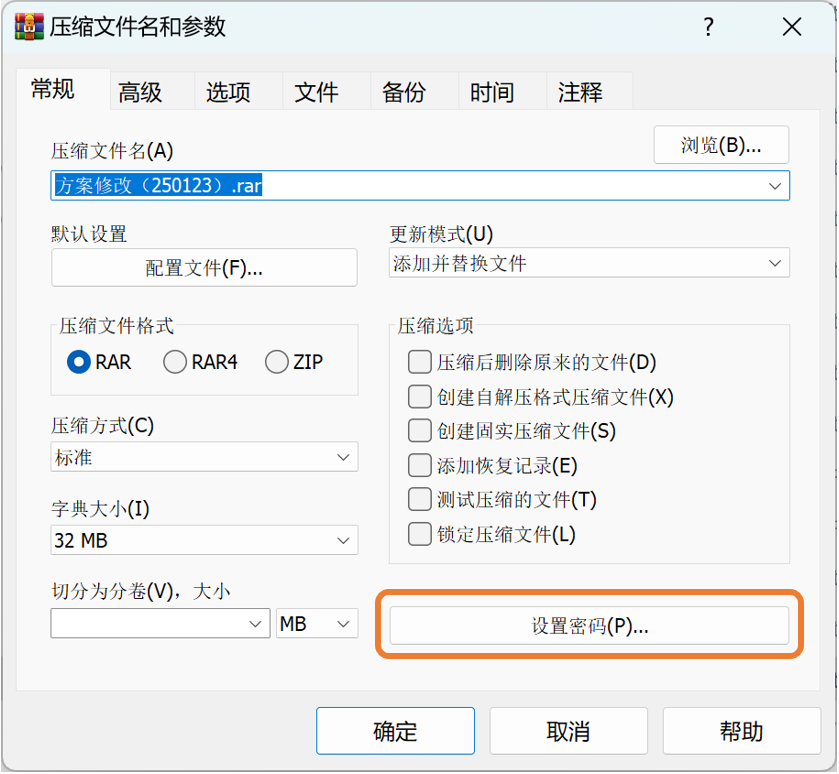 压缩文件名和参数
?
常规 高级 选项 文件 备份 时间 注释
压缩文件名(A)
浏览(B)...
方案修改（250123）.rar
默认设置
配置文件(F)...
更新模式(U)
添加并替换文件
压缩文件格式
RAR RAR4 ZIP
压缩方式(C)
标准
字典大小(I)
32 MB
切分为分卷(V)，大小
MB
压缩选项
压缩后删除原来的文件(D)
创建自解压格式压缩文件(X)
创建固实压缩文件(S)
添加恢复记录(E)
测试压缩的文件(T)
锁定压缩文件(L)
设置密码(P)...
确定 取消 帮助